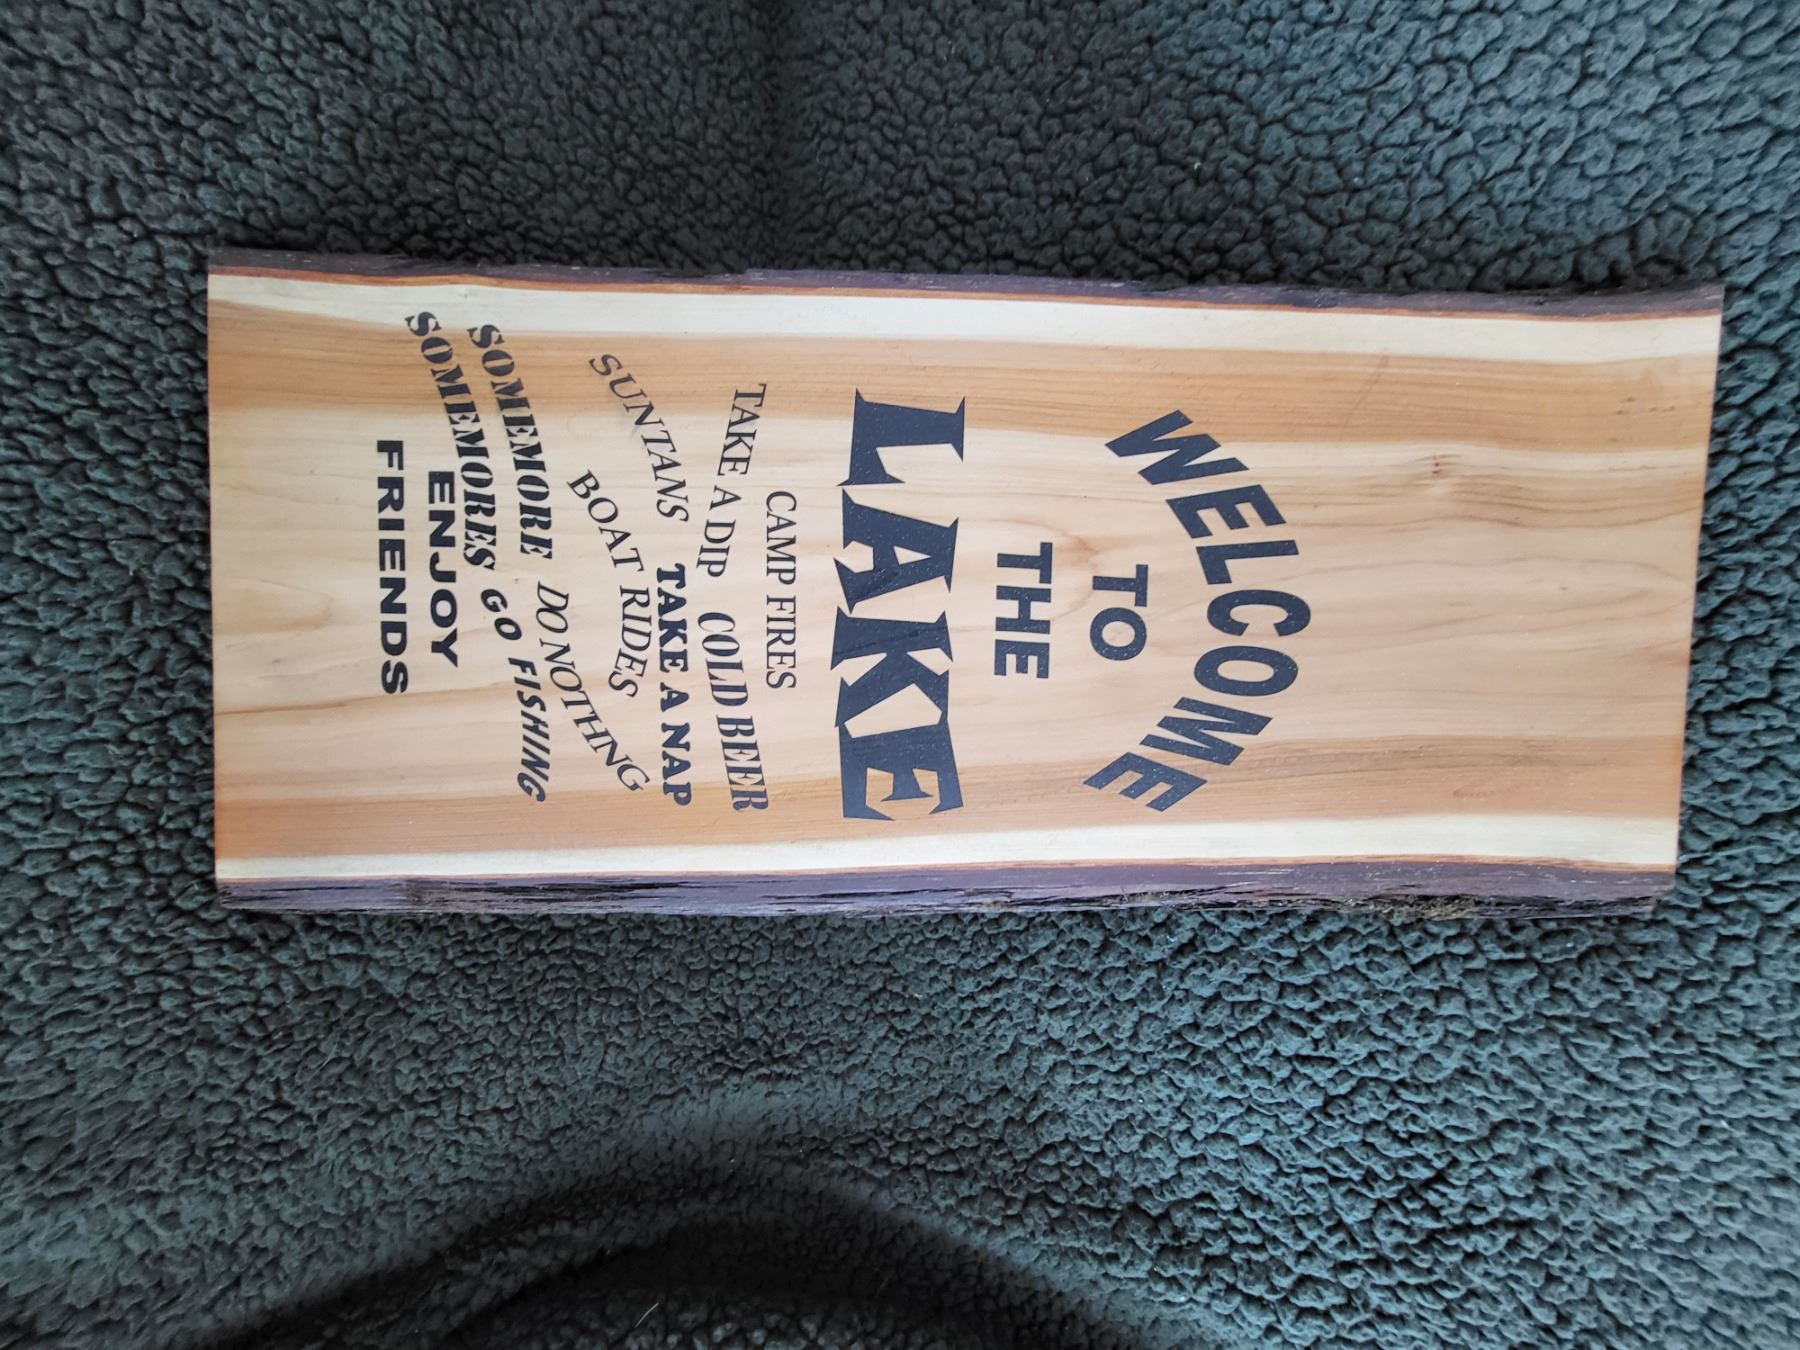 WELCOME
TO
THE
LAKE
CAMP FIRES
TAKE A DIP COLD BEER
SUNTANS TAKE A NAP
BOAT RIDES
SOMEMORE DO NOTHNG
SOMEMORES GO FISHING
ENJOY
FRIENDS